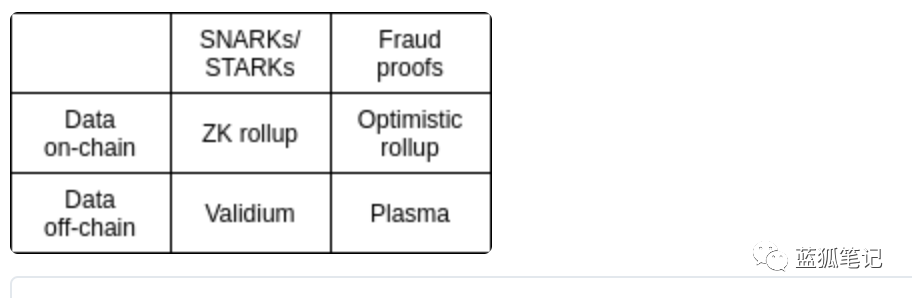 SNARKs/
STARKs
Fraud
proofs
Data
on-chain
ZK rollup
Optimistic
rollup
Data
off-chain
Validium
Plasma
蓝狐笔记